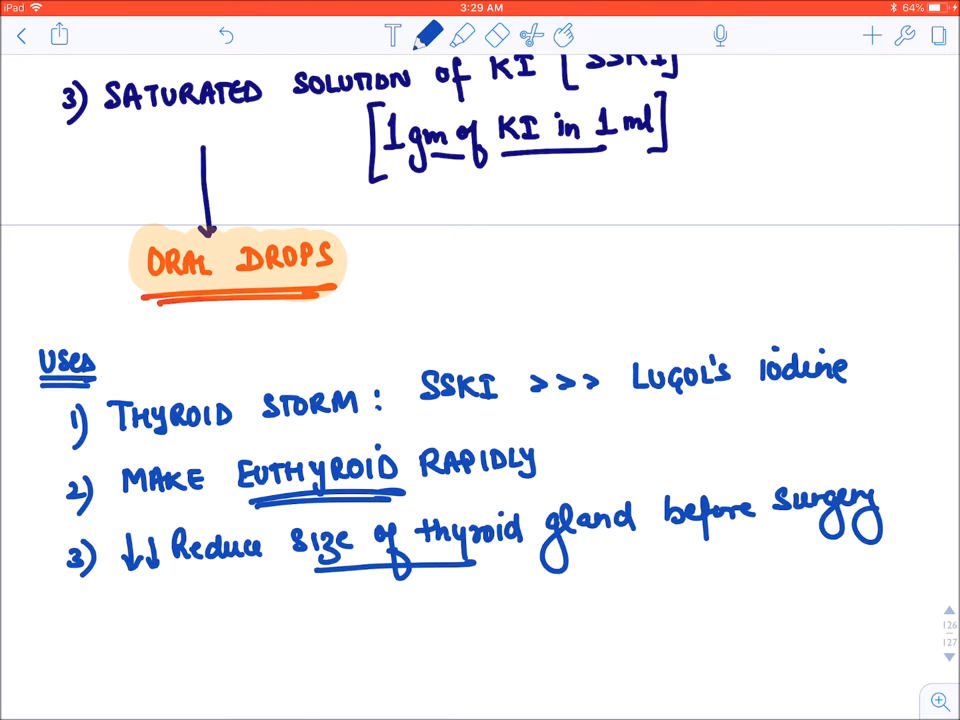 iPad 3:29 AM 64%
T
3) SATURATED SOLUTION of KI [SSKI]
[1 gm of KI in 1 ml]
ORAL DROPS
Uses
1) THYROID STORM: SSKI >>> LUGOL'S iodine
2) MAKE EUTHYROID RAPIDLY
3) ↓↓ Reduce size of thyroid gland before surgery
126
127